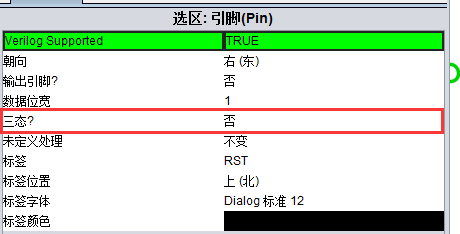 选区: 引脚(Pin)
Verilog Supported TRUE
朝向 右 (东)
输出引脚? 否
数据位宽 1
三态? 否
未定义处理 不变
标签 RST
标签位置 上 (北)
标签字体 Dialog 标准 12
标签颜色